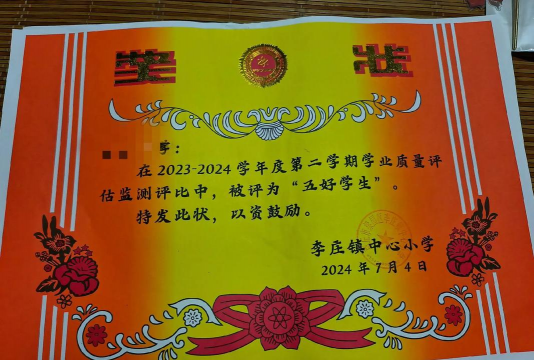 奖 状
在2023-2024学年度第二学期学业质量评
估监测评比中，被评为“五好学生”。
特发此状，以资鼓励。
李庄镇中心小学
2024年7月4日